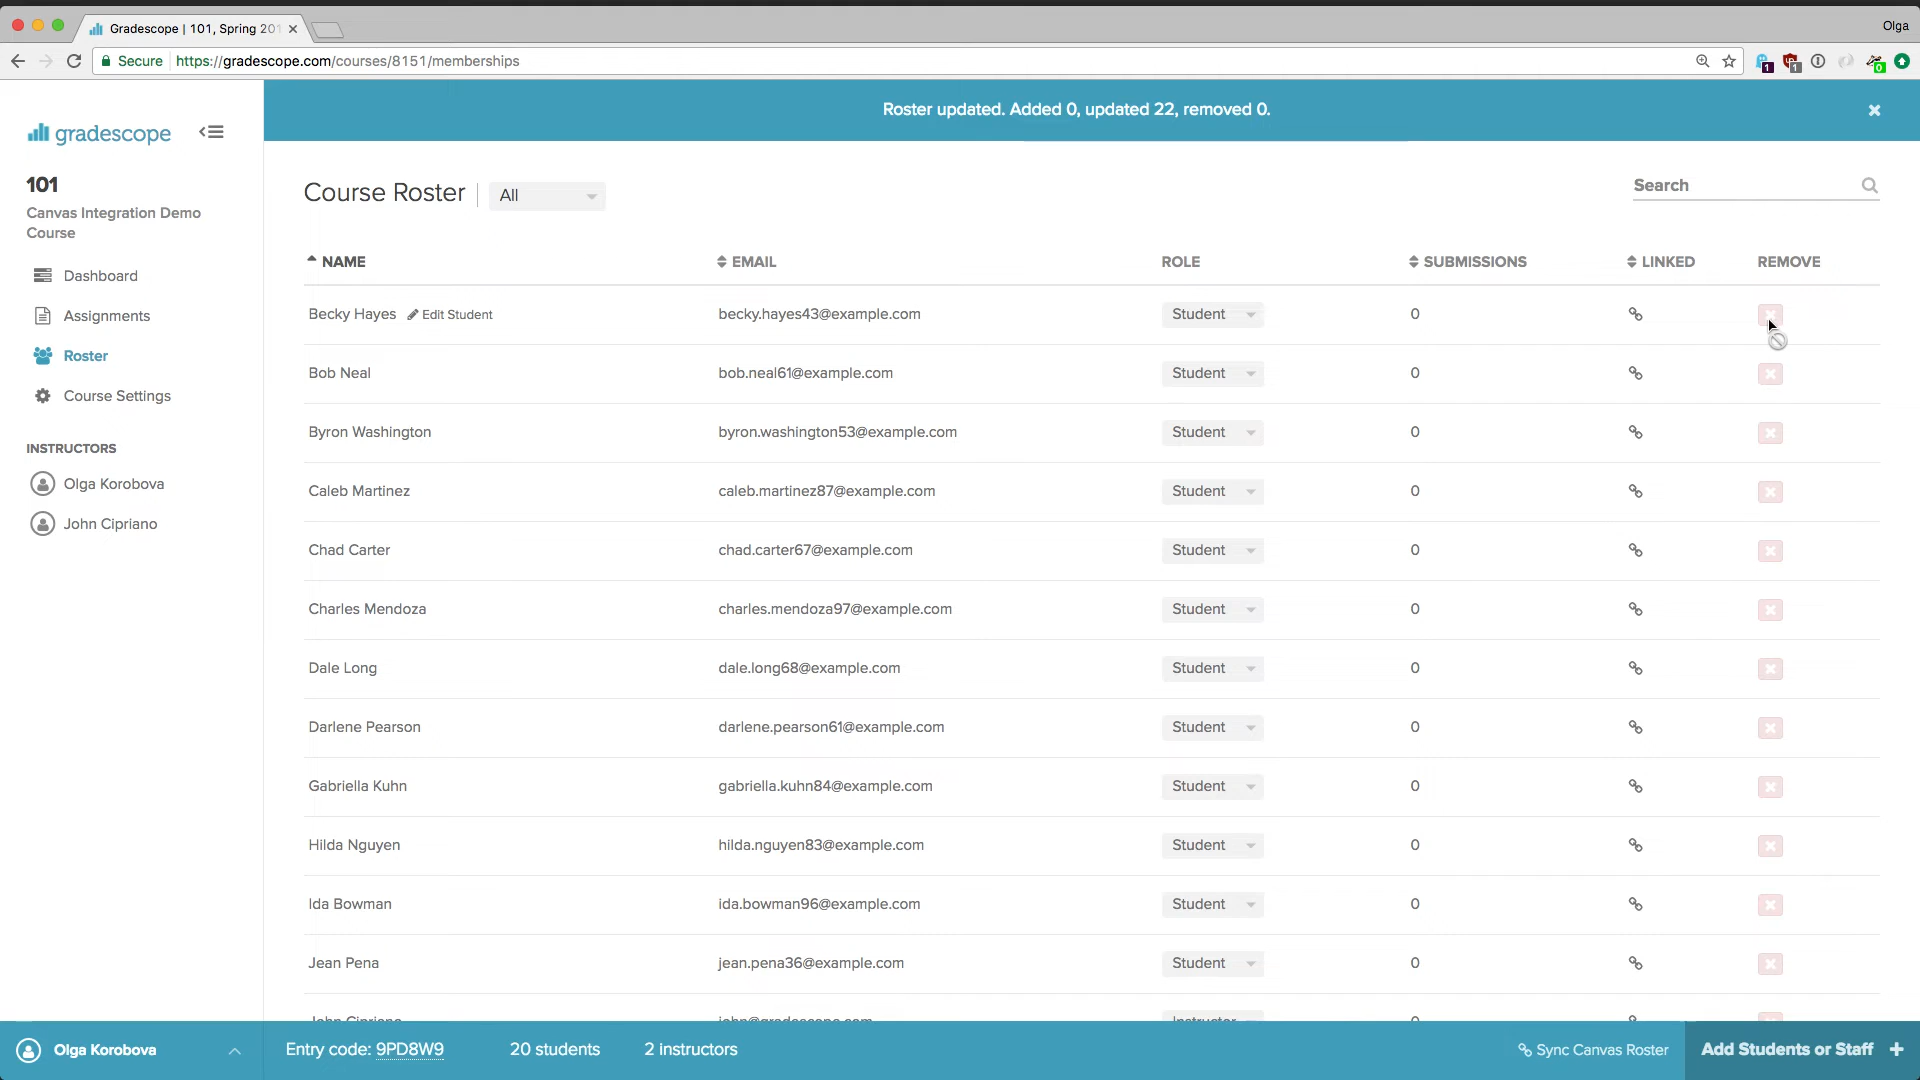 Olga
Gradescope | 101, Spring 201
Secure https://gradescope.com/courses/8151/memberships
1 1 0
Roster updated. Added 0, updated 22, removed 0.
gradescope
101
Canvas Integration Demo
Course
Dashboard
Assignments
Roster
Course Settings
INSTRUCTORS
Olga Korobova
John Cipriano
Course Roster All
Search
NAME EMAIL ROLE SUBMISSIONS LINKED REMOVE
Becky Hayes Edit Student becky.hayes43@example.com Student 0
Bob Neal bob.neal61@example.com Student 0
Byron Washington byron.washington53@example.com Student 0
Caleb Martinez caleb.martinez87@example.com Student 0
Chad Carter chad.carter67@example.com Student 0
Charles Mendoza charles.mendoza97@example.com Student 0
Dale Long dale.long68@example.com Student 0
Darlene Pearson darlene.pearson61@example.com Student 0
Gabriella Kuhn gabriella.kuhn84@example.com Student 0
Hilda Nguyen hilda.nguyen83@example.com Student 0
Ida Bowman ida.bowman96@example.com Student 0
Jean Pena jean.pena36@example.com Student 0
John Cipriano john@gradescope.com Instructor 0
Olga Korobova
Entry code: 9PD8W9 20 students 2 instructors Sync Canvas Roster Add Students or Staff +